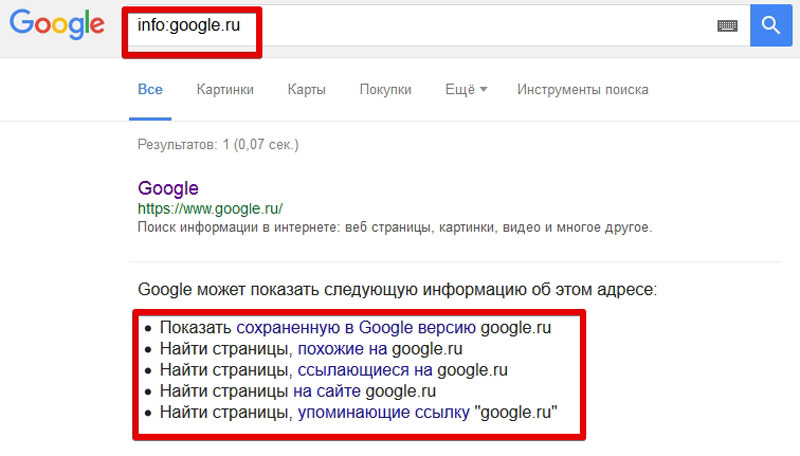 Google info:google.ru
Все Картинки Карты Покупки Ещё Инструменты поиска
Результатов: 1 (0,07 сек.)
Google
https://www.google.ru/
Поиск информации в интернете: веб страницы, картинки, видео и многое другое.
Google может показать следующую информацию об этом адресе:
• Показать сохраненную в Google версию google.ru
• Найти страницы, похожие на google.ru
• Найти страницы, ссылающиеся на google.ru
• Найти страницы на сайте google.ru
• Найти страницы, упоминающие ссылку "google.ru"